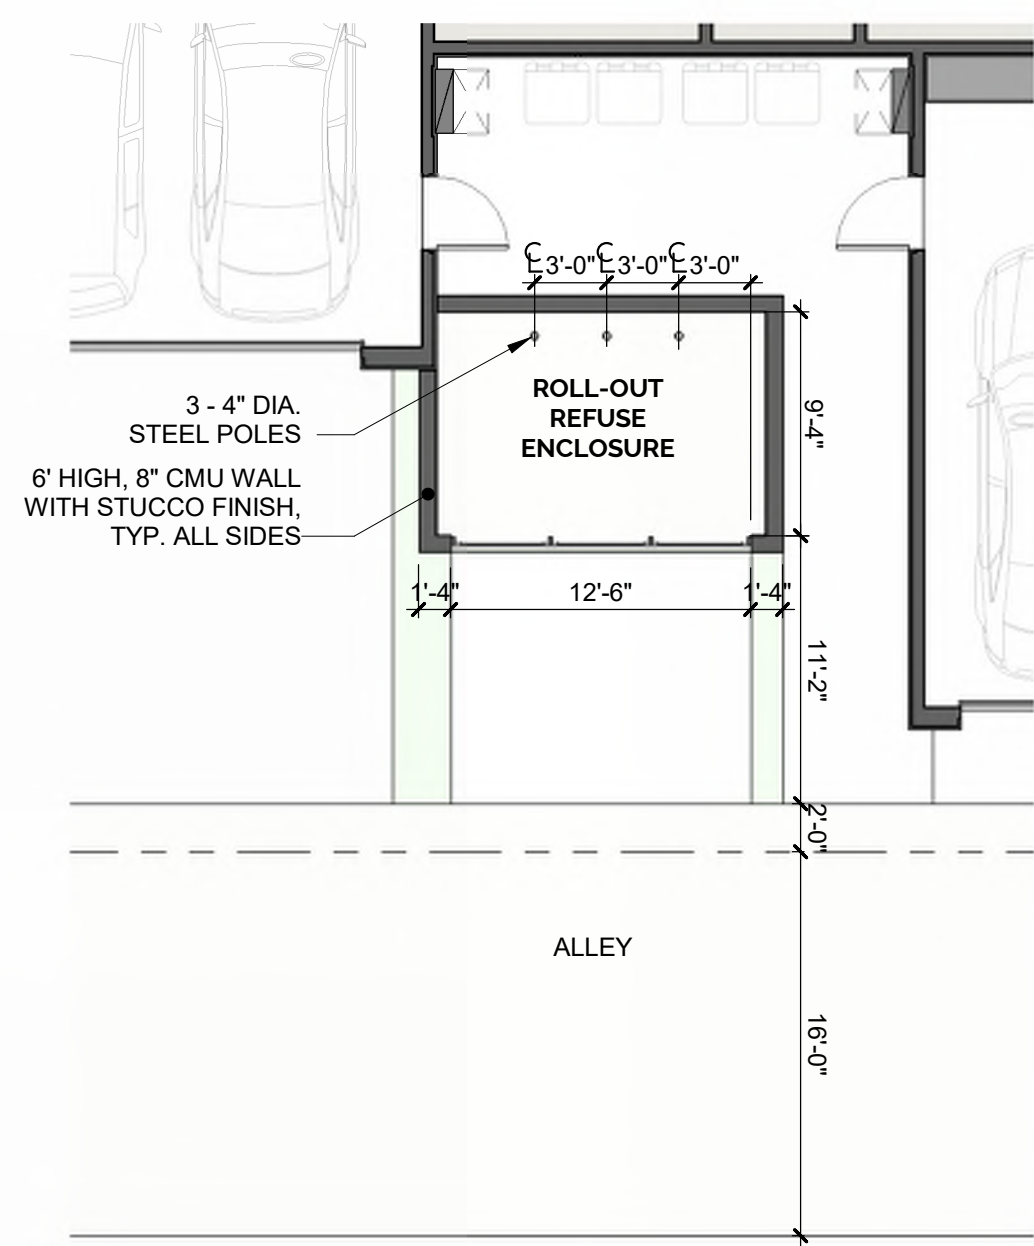 ℄ 3'-0" ℄ 3'-0" ℄ 3'-0"
ROLL-OUT
REFUSE
ENCLOSURE
3 - 4" DIA.
STEEL POLES
9'-4"
6' HIGH, 8" CMU WALL
WITH STUCCO FINISH,
TYP. ALL SIDES
1'-4" 12'-6" 1'-4"
11'-2"
2'-0"
ALLEY
16'-0"